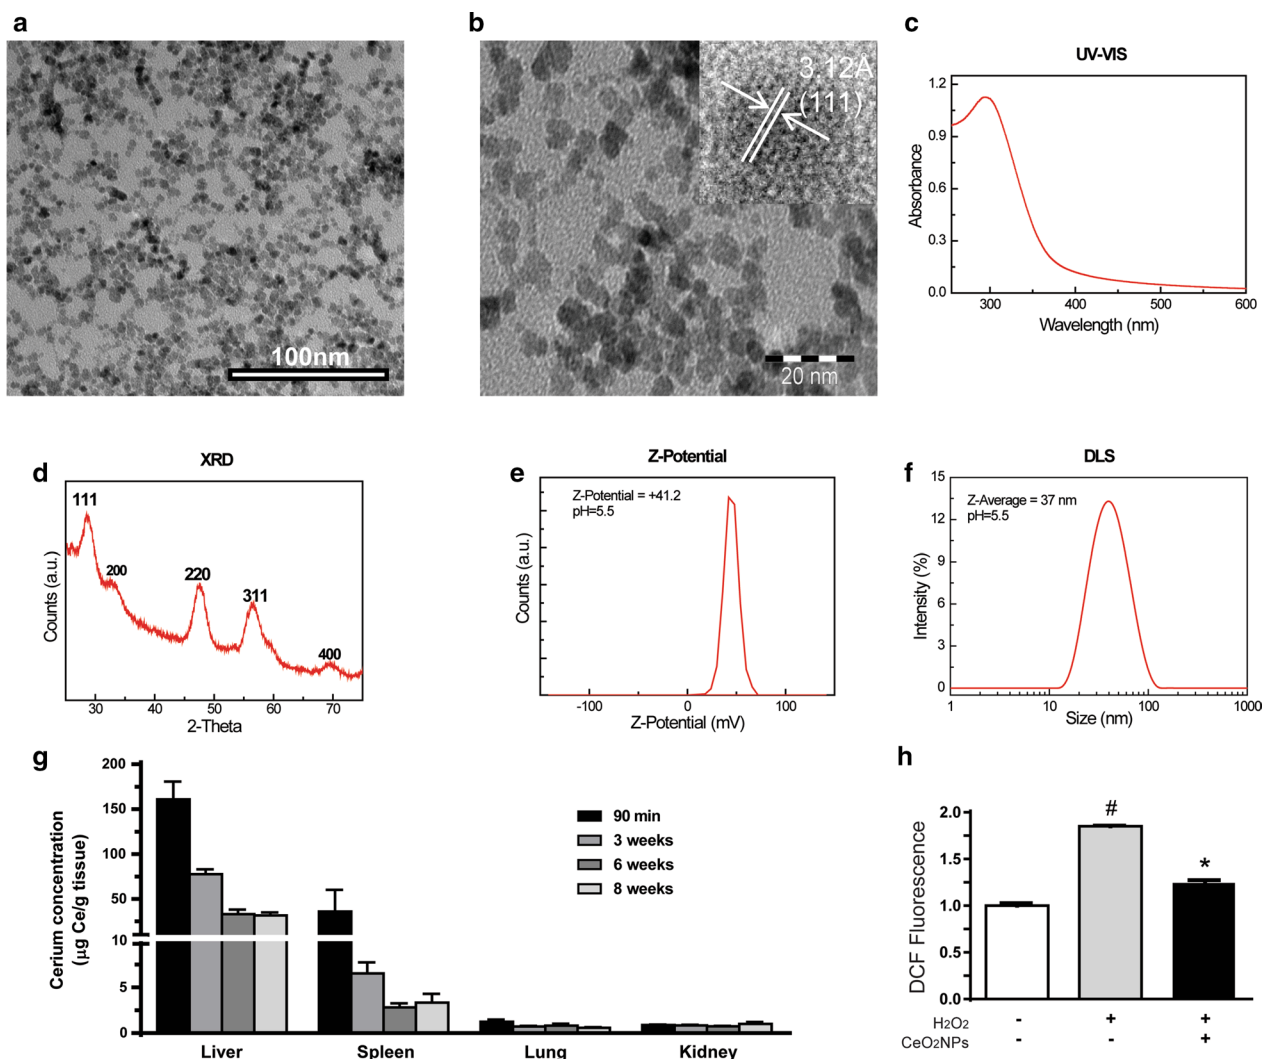 a
100nm
b
3.12A
(111)
20 nm
c
UV-VIS
Absorbance
1.2
0.9
0.6
0.3
0.0
300
400
500
600
Wavelength (nm)
d
XRD
Counts (a.u.)
111
200
220
311
400
30
40
50
60
70
2-Theta
e
Z-Potential
Z-Potential = +41.2
pH=5.5
Counts (a.u.)
-100
0
100
Z-Potential (mV)
f
DLS
Z-Average = 37 nm
pH=5.5
Intensity (%)
15
12
9
6
3
0
1
10
100
1000
Size (nm)
g
Cerium concentration
(µg Ce/g tissue)
200
150
100
50
10
5
0
90 min
3 weeks
6 weeks
8 weeks
Liver
Spleen
Lung
Kidney
h
DCF Fluorescence
2.0
1.5
1.0
0.5
0.0
#
*
H2O2 - + +
CeO2NPs - - +